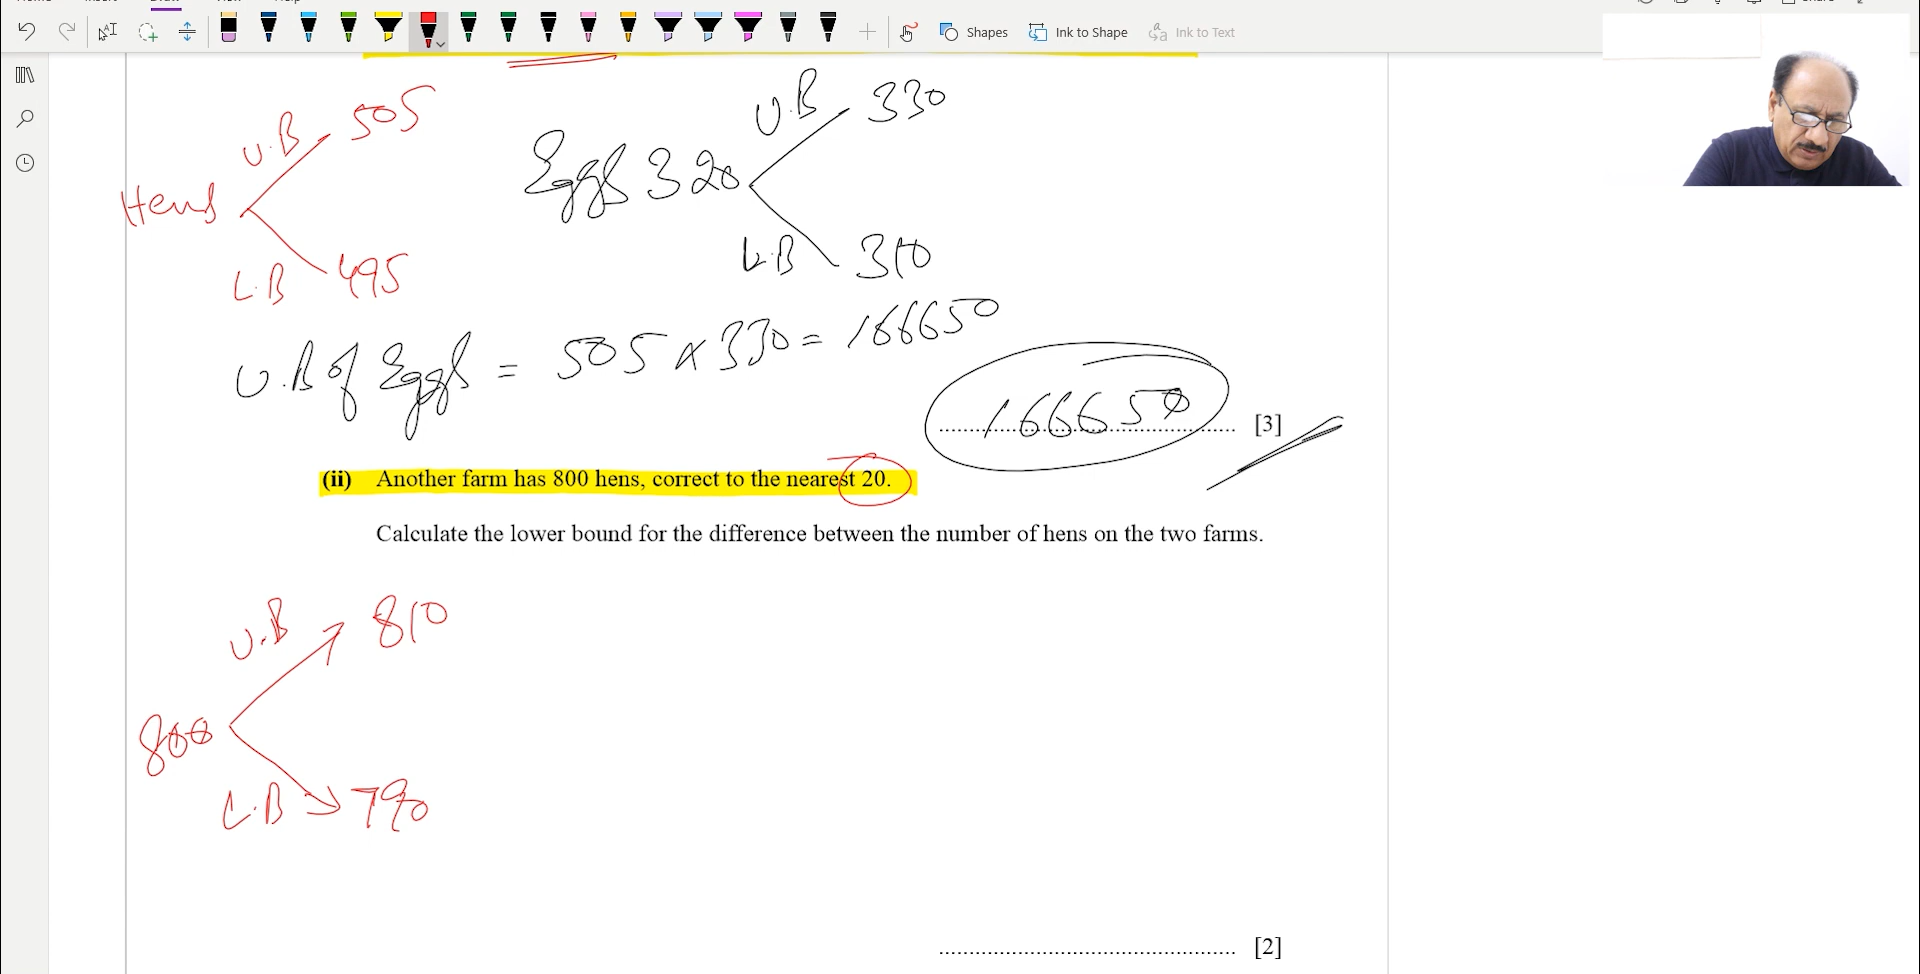 Draw
Shapes
Ink to Shape
Ink to Text
U.B 505
U.B 330
Hens
Eggs 320
L.B 495
L.B 310
U.B of Eggs = 505 x 330 = 166650
166650 [3]
(ii) Another farm has 800 hens, correct to the nearest 20.
Calculate the lower bound for the difference between the number of hens on the two farms.
U.B 810
800
L.B 790
[2]